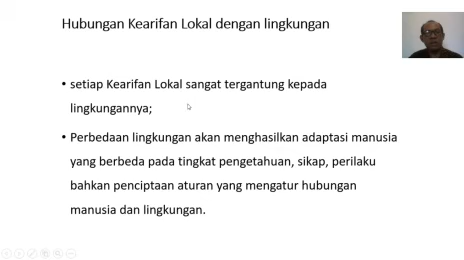 Hubungan Kearifan Lokal dengan lingkungan
• setiap Kearifan Lokal sangat tergantung kepada
lingkungannya;
• Perbedaan lingkungan akan menghasilkan adaptasi manusia
yang berbeda pada tingkat pengetahuan, sikap, perilaku
bahkan penciptaan aturan yang mengatur hubungan
manusia dan lingkungan.